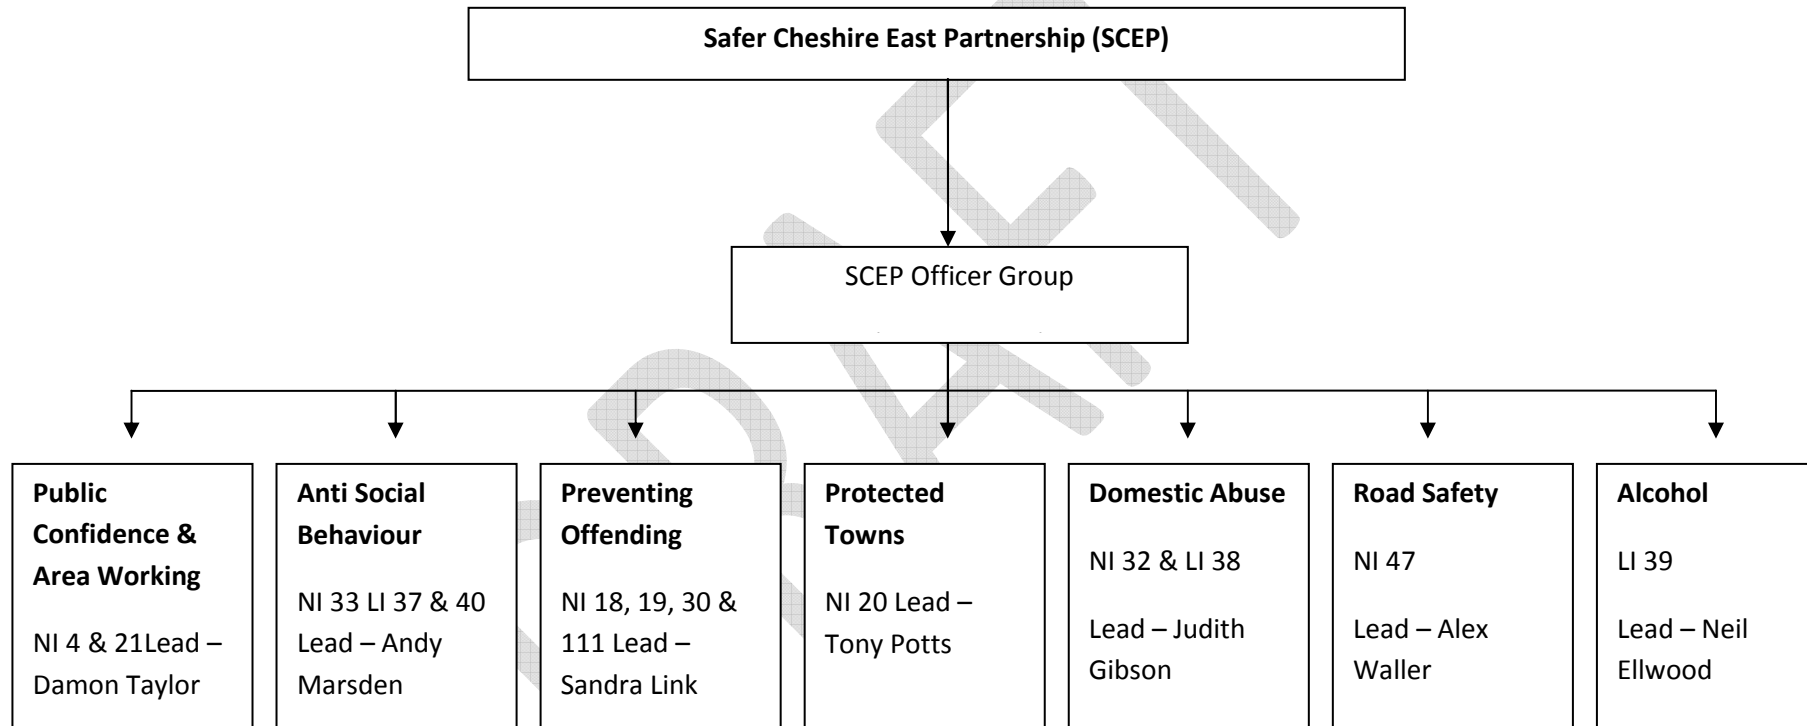 Safer Cheshire East Partnership (SCEP)
SCEP Officer Group
Public
Confidence &
Area Working
NI 4 & 21Lead –
Damon Taylor
Anti Social
Behaviour
NI 33 LI 37 & 40
Lead – Andy
Marsden
Preventing
Offending
NI 18, 19, 30 &
111 Lead –
Sandra Link
Protected
Towns
NI 20 Lead –
Tony Potts
Domestic Abuse
NI 32 & LI 38
Lead – Judith
Gibson
Road Safety
NI 47
Lead – Alex
Waller
Alcohol
LI 39
Lead – Neil
Ellwood
DRAFT